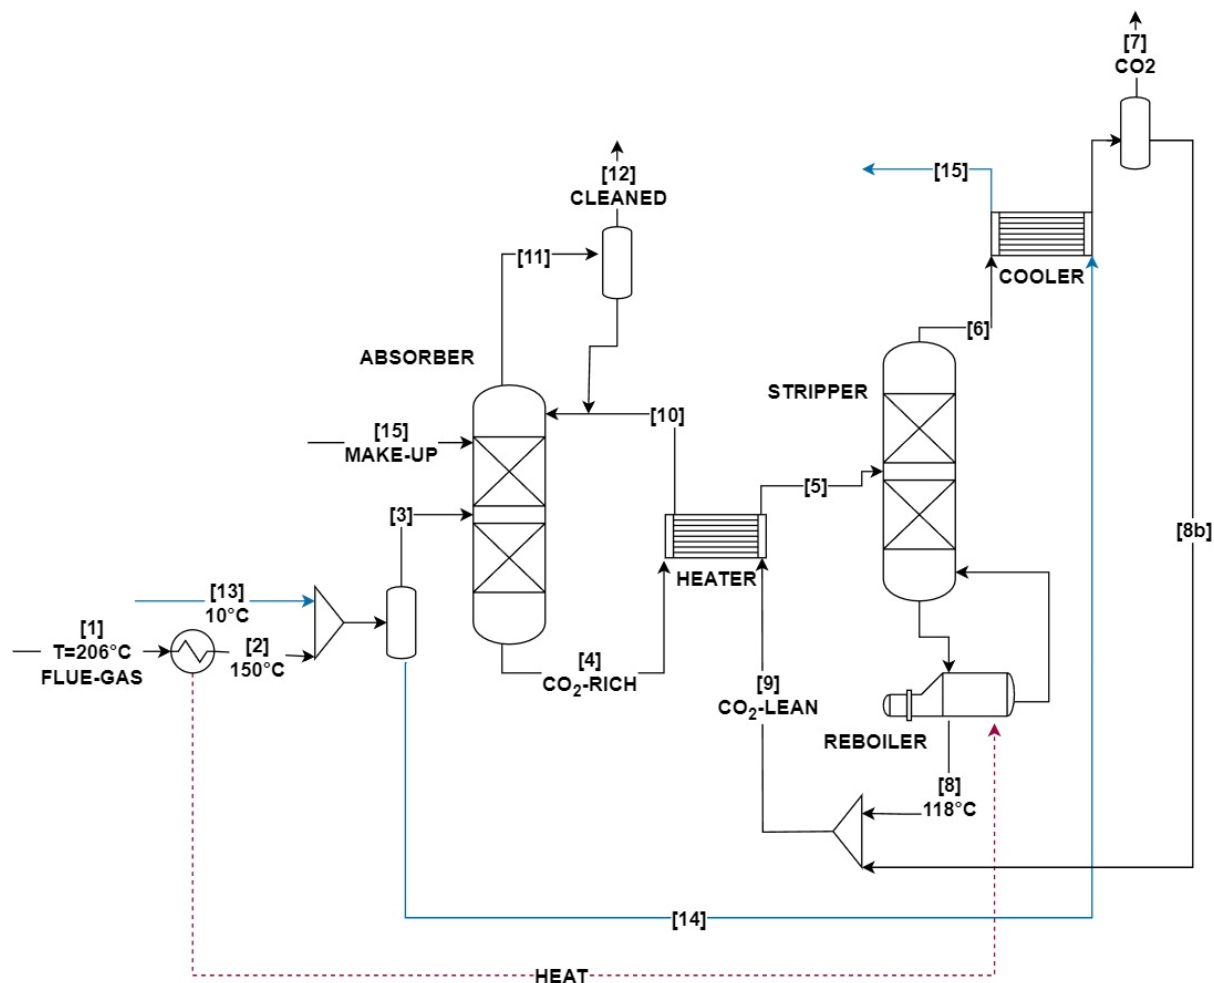 [7]
CO2
[12]
CLEANED
[15]
[11]
COOLER
[6]
ABSORBER
STRIPPER
[10]
[15]
MAKE-UP
[5]
[3]
[8b]
HEATER
[13]
10°C
[1]
T=206°C
FLUE-GAS
[2]
150°C
[4]
CO₂-RICH
[9]
CO₂-LEAN
REBOILER
[8]
118°C
[14]
HEAT